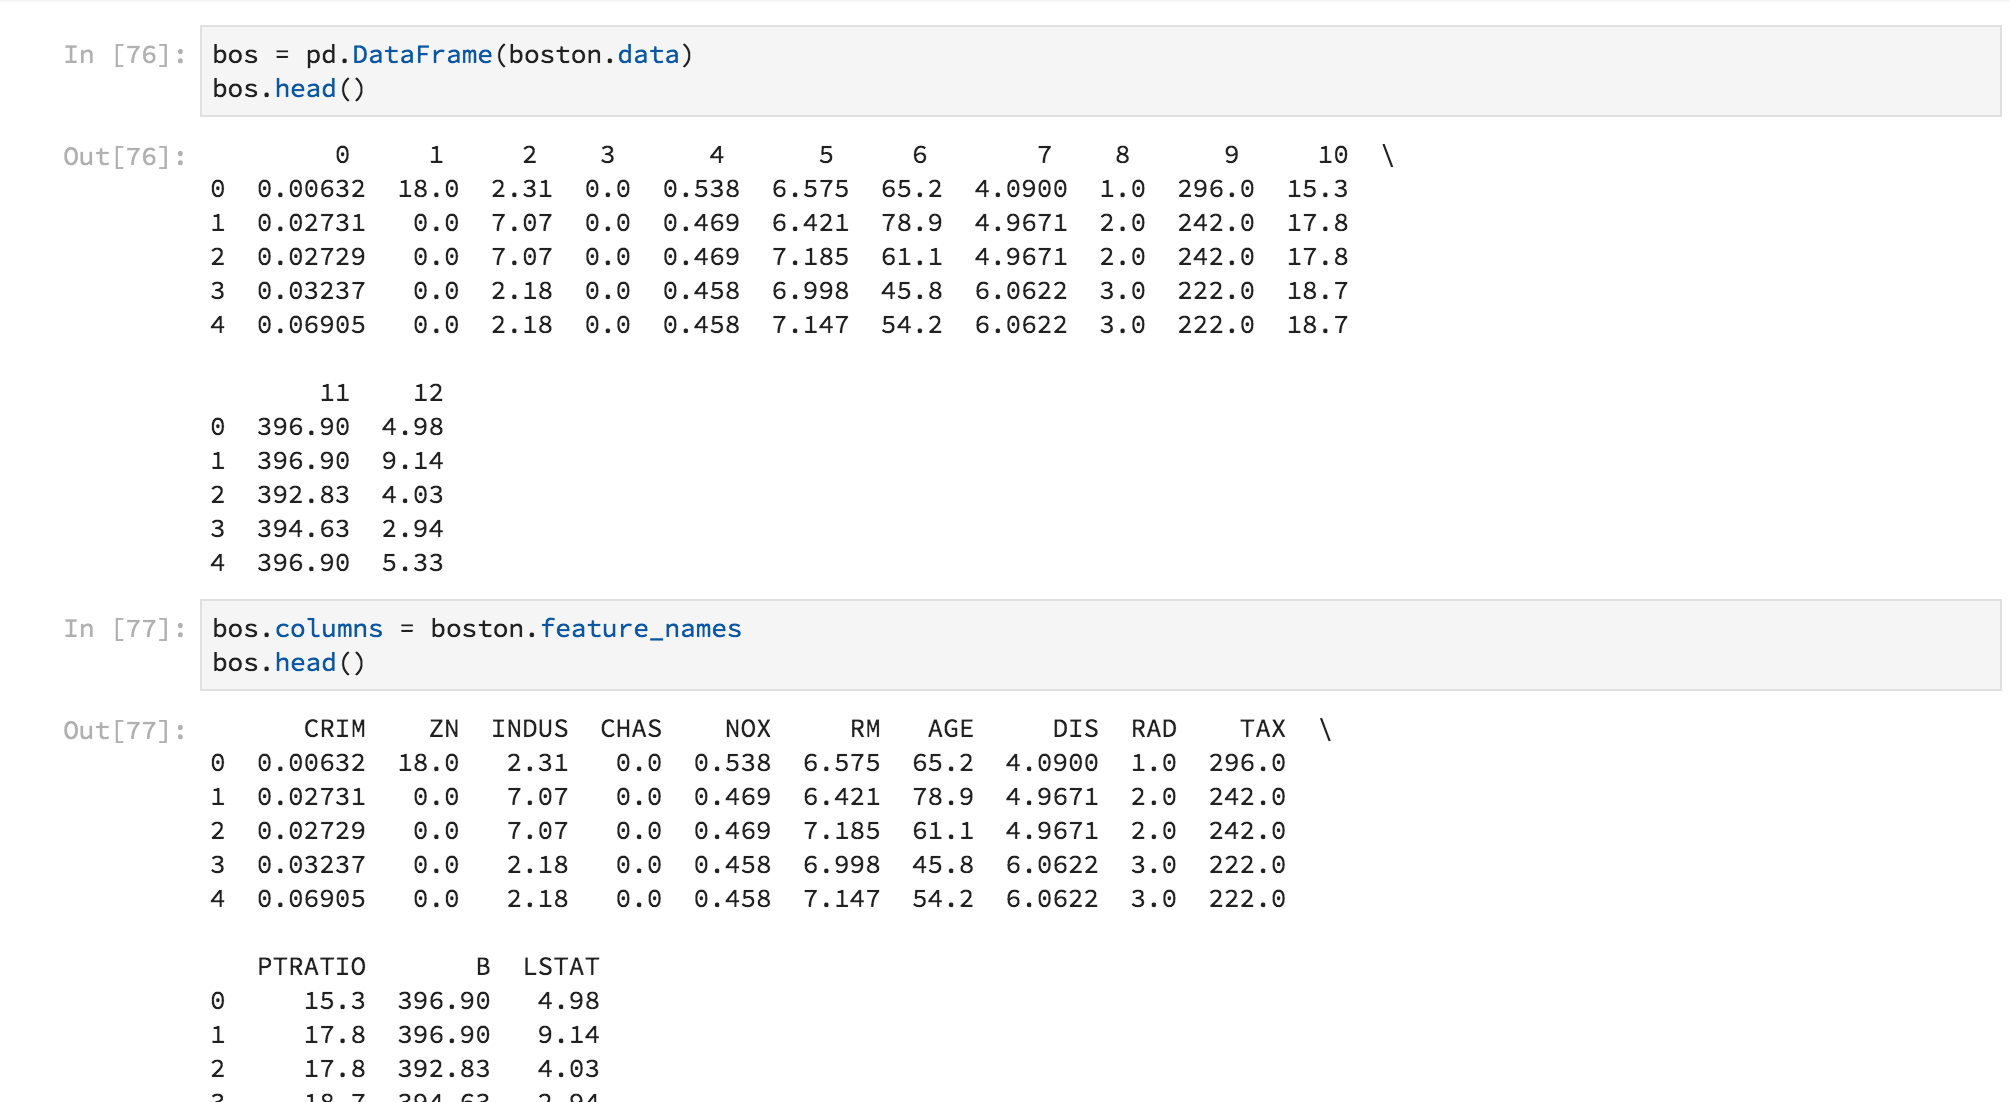 In [76]: bos = pd.DataFrame(boston.data)
bos.head()
Out[76]: 0 1 2 3 4 5 6 7 8 9 10 \
0 0.00632 18.0 2.31 0.0 0.538 6.575 65.2 4.0900 1.0 296.0 15.3
1 0.02731 0.0 7.07 0.0 0.469 6.421 78.9 4.9671 2.0 242.0 17.8
2 0.02729 0.0 7.07 0.0 0.469 7.185 61.1 4.9671 2.0 242.0 17.8
3 0.03237 0.0 2.18 0.0 0.458 6.998 45.8 6.0622 3.0 222.0 18.7
4 0.06905 0.0 2.18 0.0 0.458 7.147 54.2 6.0622 3.0 222.0 18.7
11 12
0 396.90 4.98
1 396.90 9.14
2 392.83 4.03
3 394.63 2.94
4 396.90 5.33
In [77]: bos.columns = boston.feature_names
bos.head()
Out[77]: CRIM ZN INDUS CHAS NOX RM AGE DIS RAD TAX \
0 0.00632 18.0 2.31 0.0 0.538 6.575 65.2 4.0900 1.0 296.0
1 0.02731 0.0 7.07 0.0 0.469 6.421 78.9 4.9671 2.0 242.0
2 0.02729 0.0 7.07 0.0 0.469 7.185 61.1 4.9671 2.0 242.0
3 0.03237 0.0 2.18 0.0 0.458 6.998 45.8 6.0622 3.0 222.0
4 0.06905 0.0 2.18 0.0 0.458 7.147 54.2 6.0622 3.0 222.0
PTRATIO B LSTAT
0 15.3 396.90 4.98
1 17.8 396.90 9.14
2 17.8 392.83 4.03
3 18.7 394.63 2.94